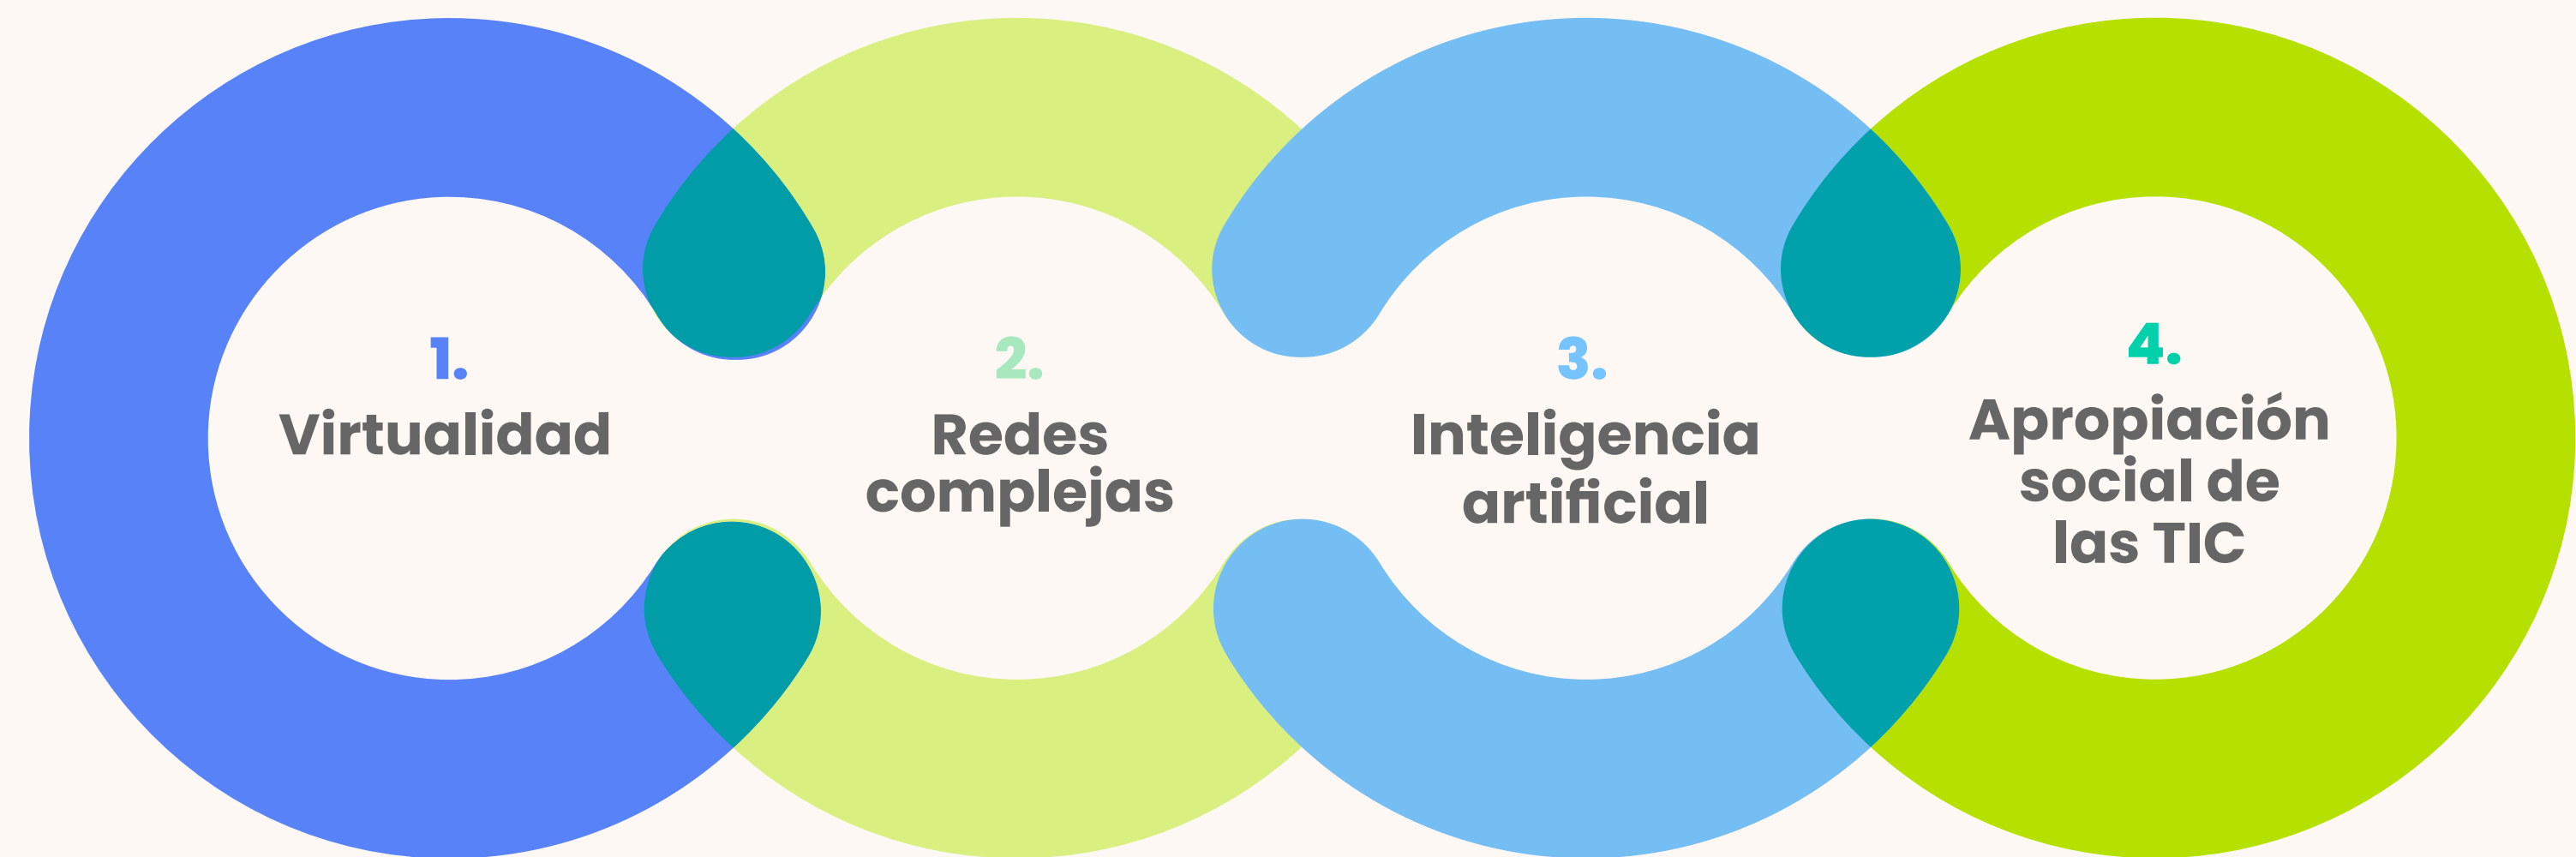 1.
Virtualidad
2.
Redes
complejas
3.
Inteligencia
artificial
4.
Apropiación
social de
las TIC